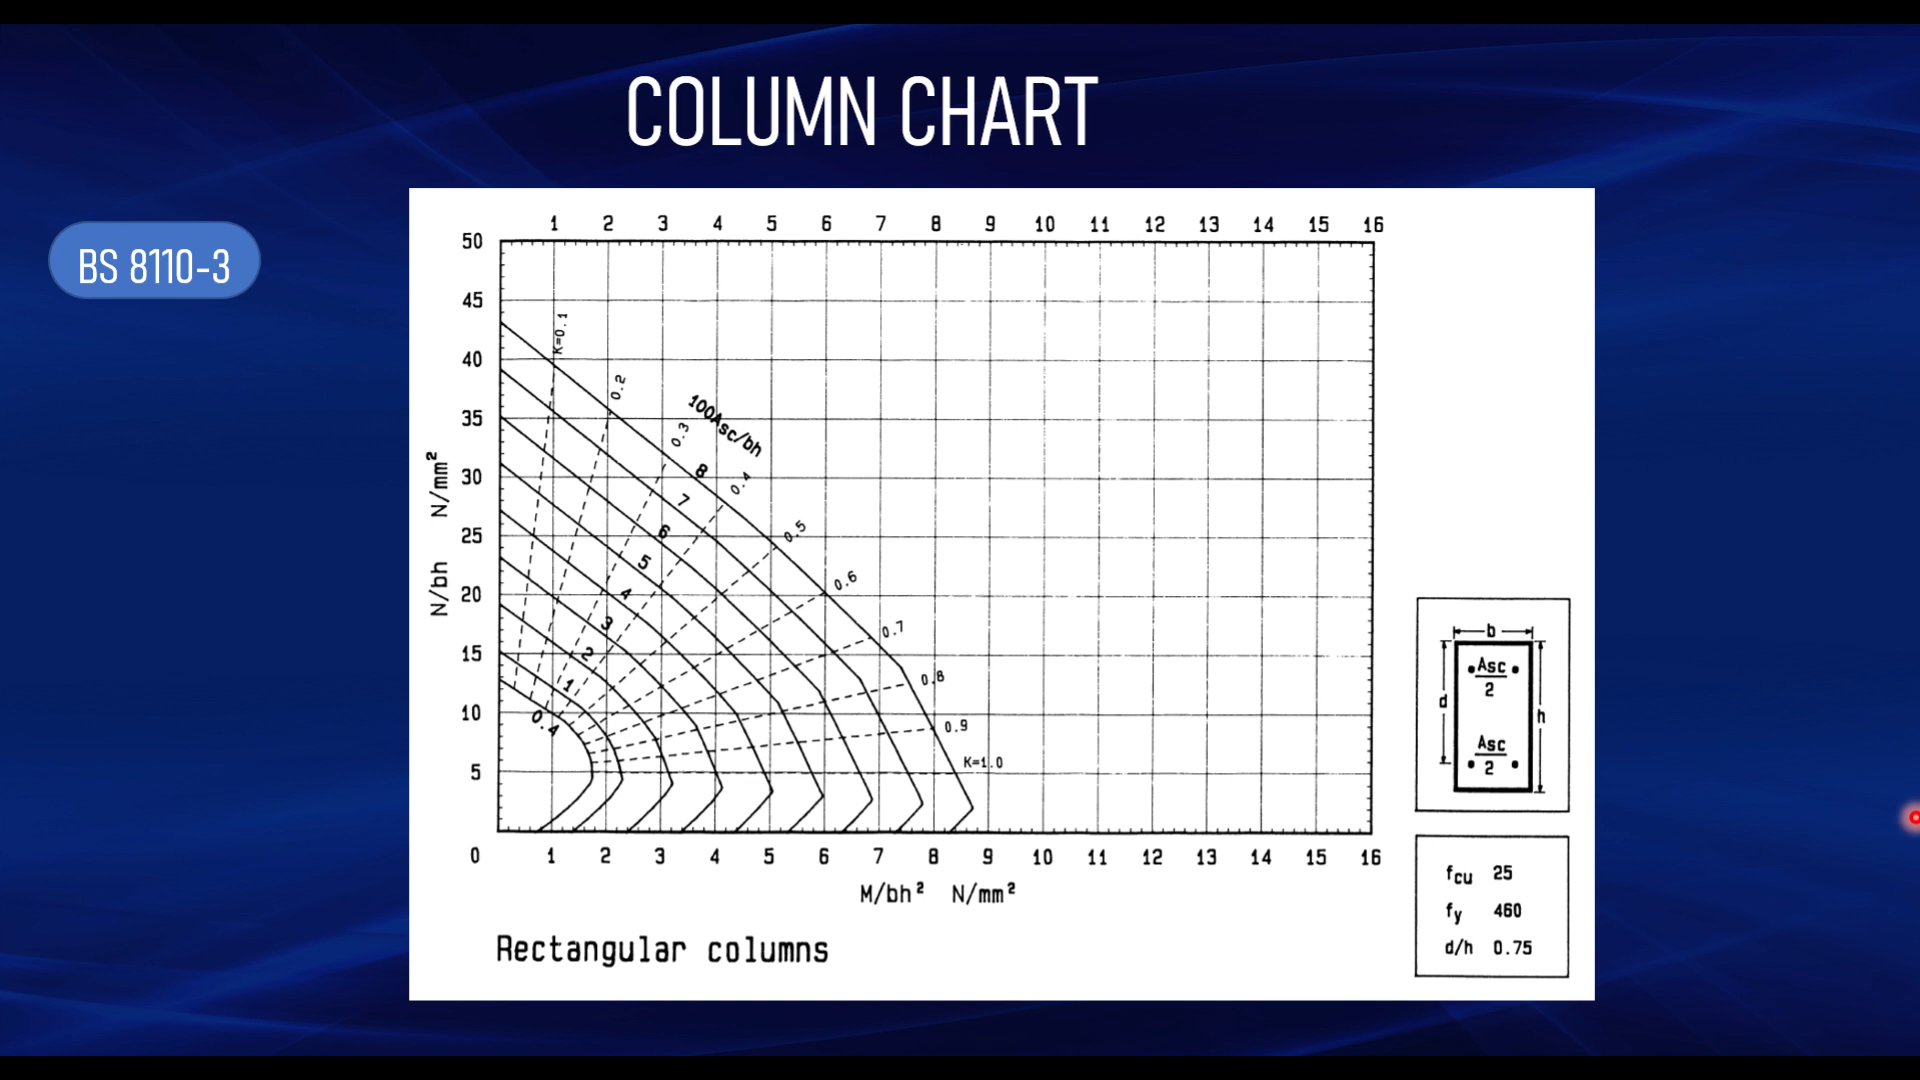 COLUMN CHART
BS 8110-3
1 2 3 4 5 6 7 8 9 10 11 12 13 14 15 16
50
45
40
35
30
25
20
15
10
5
0 1 2 3 4 5 6 7 8 9 10 11 12 13 14 15 16
N/bh N/mm²
M/bh² N/mm²
K=0.1
0.2
0.3
0.4
0.5
0.6
0.7
0.8
0.9
K=1.0
100Asc/bh
8
7
6
5
4
3
2
1
0.4
Rectangular columns
b
Asc
2
d
h
Asc
2
fcu 25
fy 460
d/h 0.75